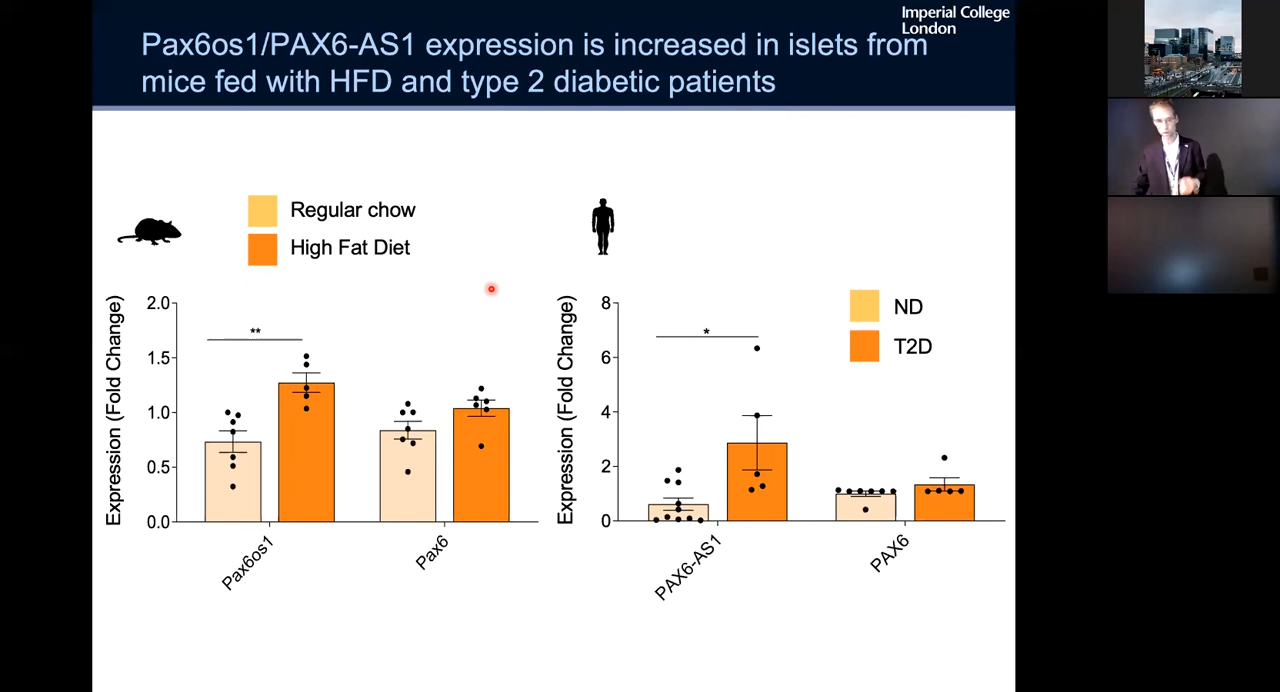 Imperial College
London
Pax6os1/PAX6-AS1 expression is increased in islets from
mice fed with HFD and type 2 diabetic patients
Regular chow
High Fat Diet
Expression (Fold Change)
2.0
1.5
1.0
0.5
0.0
**
Pax6os1
Pax6
ND
T2D
Expression (Fold Change)
8
6
4
2
0
*
PAX6-AS1
PAX6